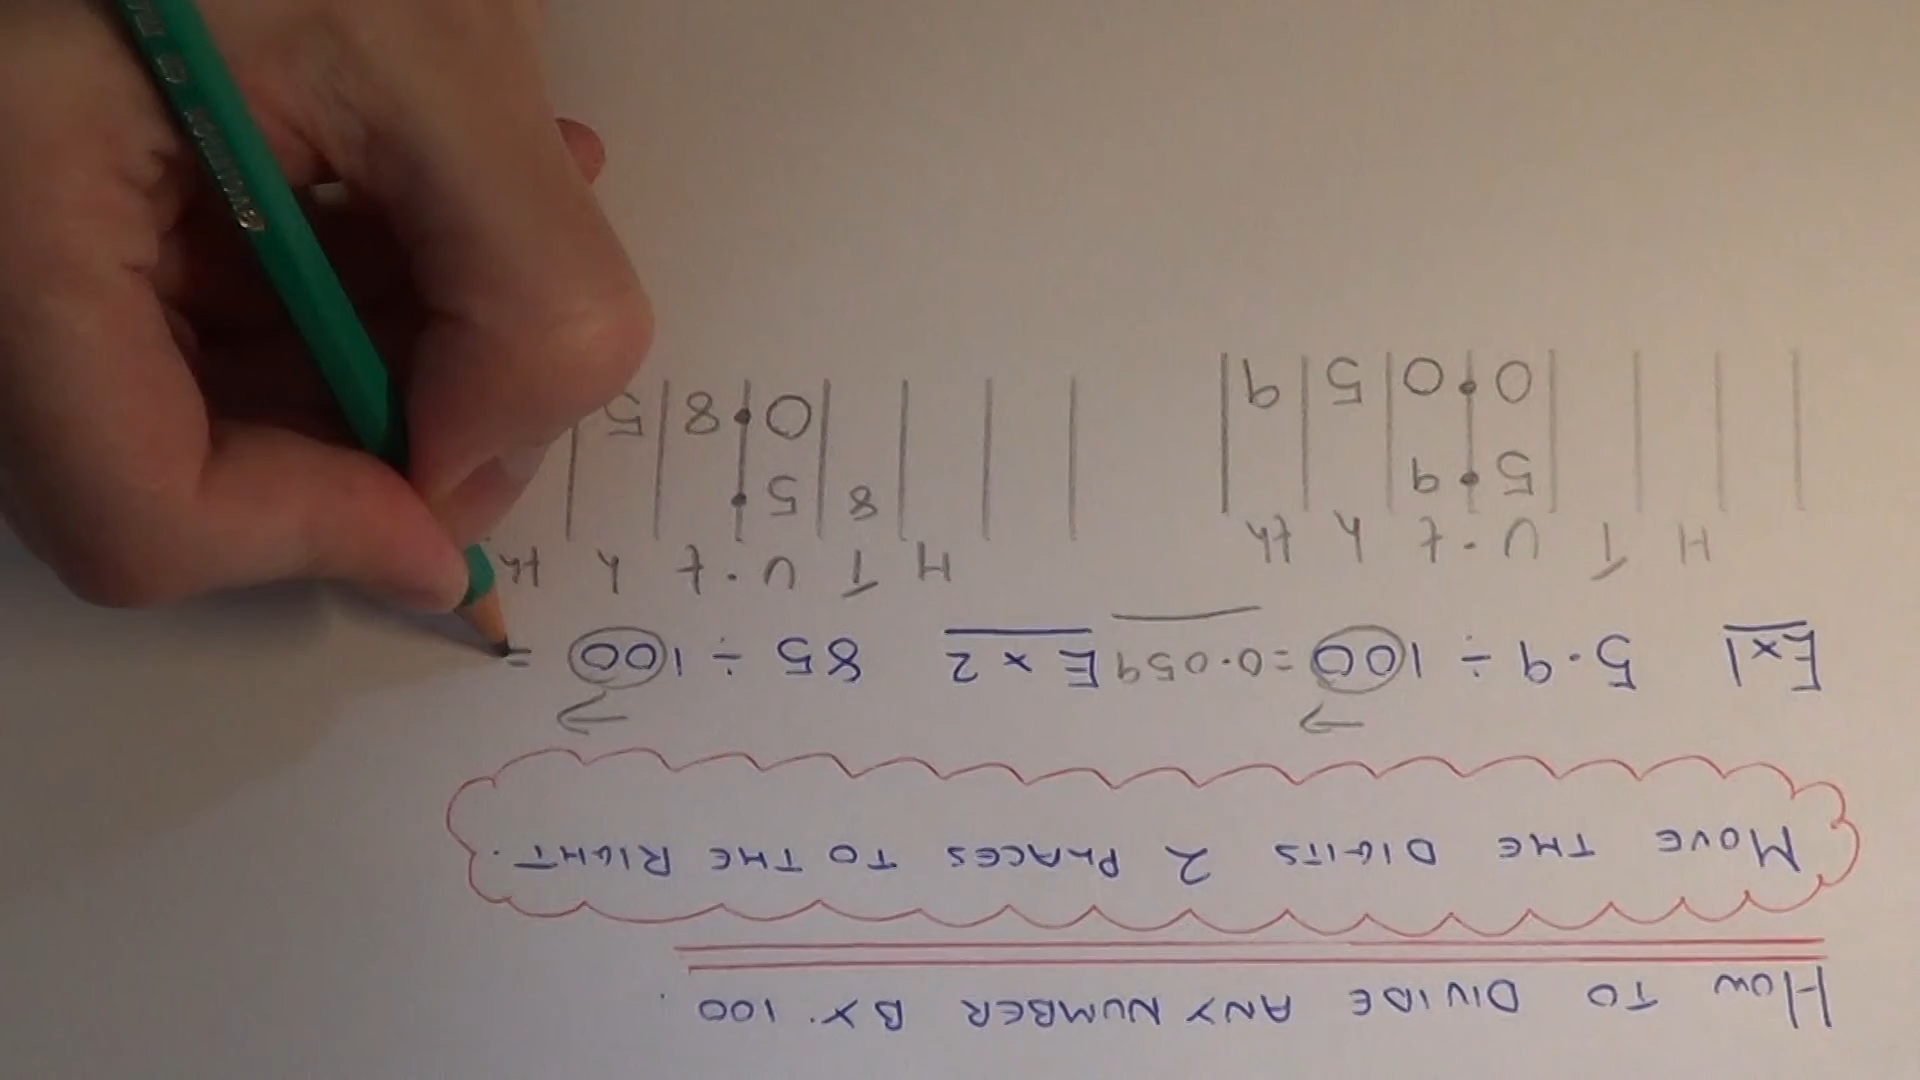 HOW TO DIVIDE ANY NUMBER BY 100.
MOVE THE DIGITS 2 PLACES TO THE RIGHT.
Ex1 5.9 ÷ 100 = 0.059 Ex2 85 ÷ 100 =
H T U . t h th H T U . t h th
5 . 9 8 5 .
0 . 0 5 9 0 . 8 5